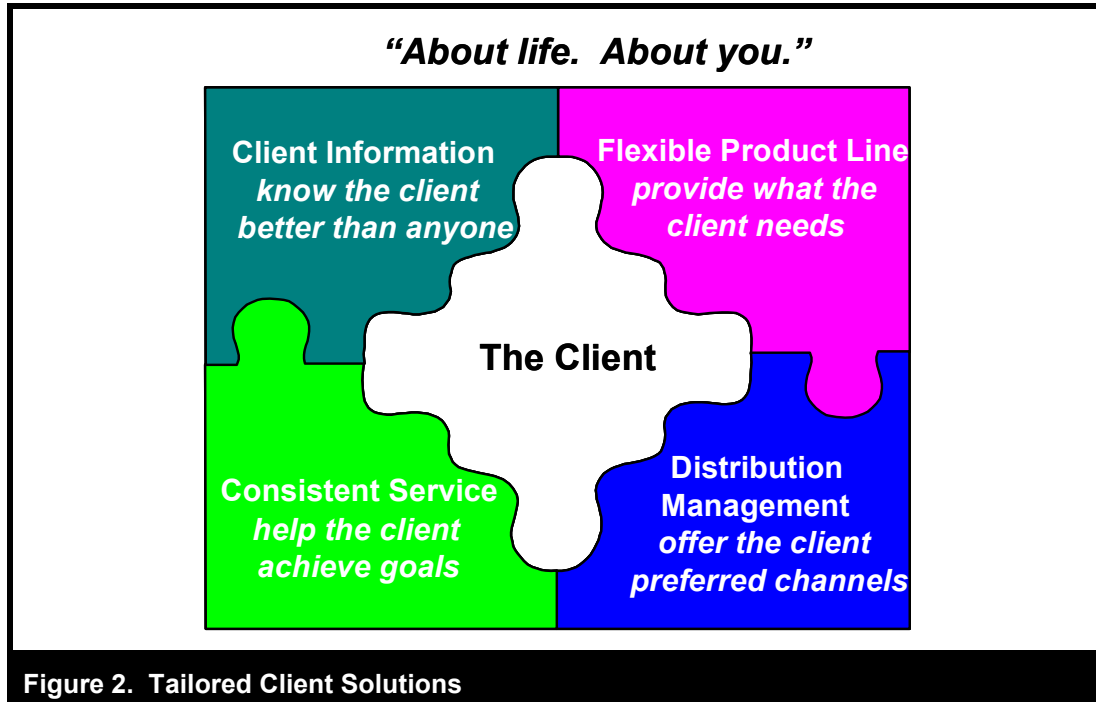 “About life.  About you.”
Client Information
know the client
better than anyone
Flexible Product Line
provide what the
client needs
The Client
Consistent Service
help the client
achieve goals
Distribution
Management
offer the client
preferred channels
Figure 2.  Tailored Client Solutions